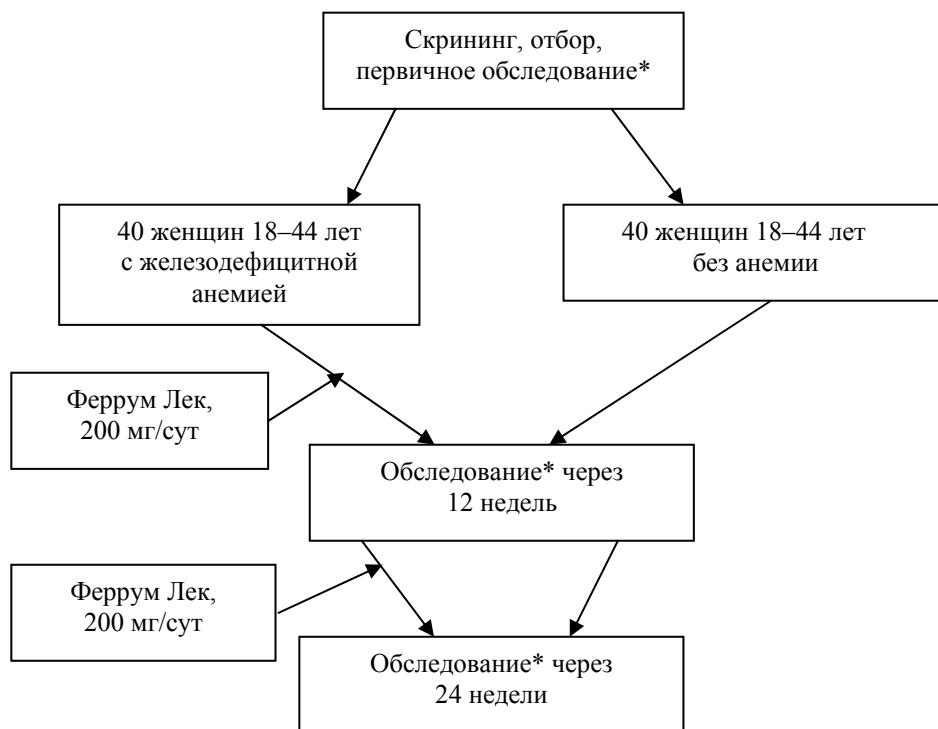 Скрининг, отбор,
первичное обследование*
40 женщин 18–44 лет
с железодефицитной
анемией
40 женщин 18–44 лет
без анемии
Феррум Лек,
200 мг/сут
Обследование* через
12 недель
Феррум Лек,
200 мг/сут
Обследование* через
24 недели